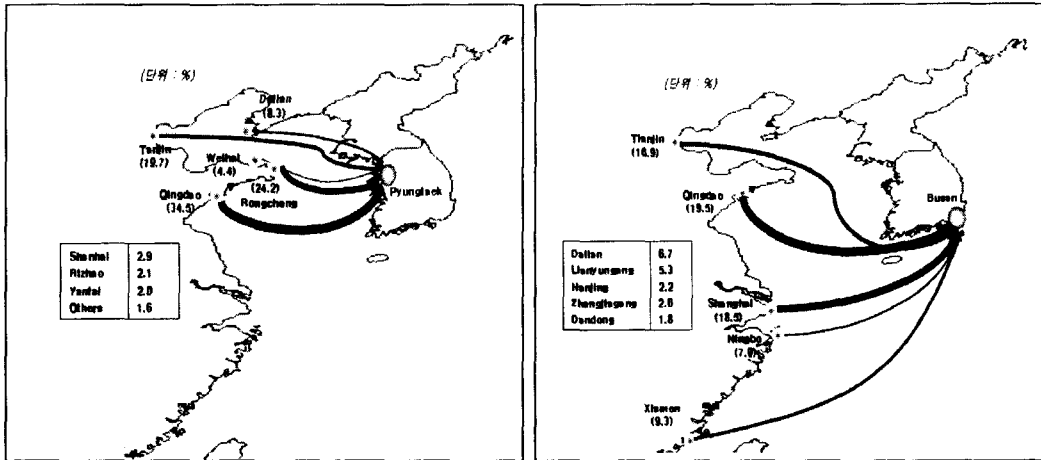 (단위 : %)
Dalian
(8.3)
Tanjin
(19.7)
Weihai
(4.4)
(24.2)
Rongcheng
Qingdao
(34.5)
Pyungtaek
Shanhai 2.9
Rizhao 2.1
Yantai 2.0
Others 1.6
(단위 : %)
Tianjin
(16.9)
Qingdao
(19.5)
Busan
Dalian 6.7
Lianyungang 5.3
Nanjing 2.2
Zhangjiagang 2.0
Dandong 1.8
Shanghai
(18.5)
Ningbo
Xiamen
(9.3)